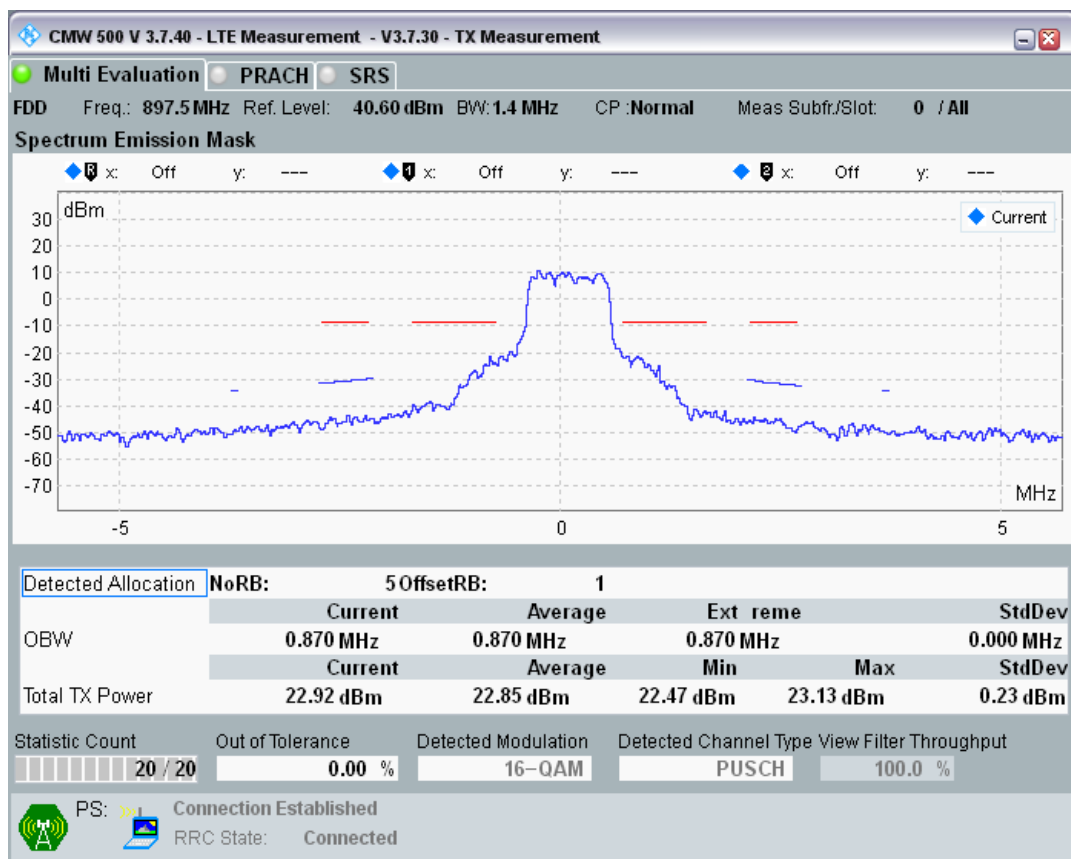 CMW 500 V 3.7.40 - LTE Measurement - V3.7.30 - TX Measurement
Multi Evaluation PRACH SRS
FDD Freq.: 897.5 MHz Ref. Level: 40.60 dBm BW: 1.4 MHz CP :Normal Meas Subfr./Slot: 0 / All
Spectrum Emission Mask
R x: Off y: --- 1 x: Off y: --- 2 x: Off y: ---
dBm
Current
30
20
10
0
-10
-20
-30
-40
-50
-60
-70
MHz
-5 0 5
Detected Allocation NoRB: 5 OffsetRB: 1
Current Average Ext reme StdDev
OBW 0.870 MHz 0.870 MHz 0.870 MHz 0.000 MHz
Current Average Min Max StdDev
Total TX Power 22.92 dBm 22.85 dBm 22.47 dBm 23.13 dBm 0.23 dBm
Statistic Count Out of Tolerance Detected Modulation Detected Channel Type View Filter Throughput
20 / 20 0.00 % 16-QAM PUSCH 100.0 %
PS: Connection Established
RRC State: Connected